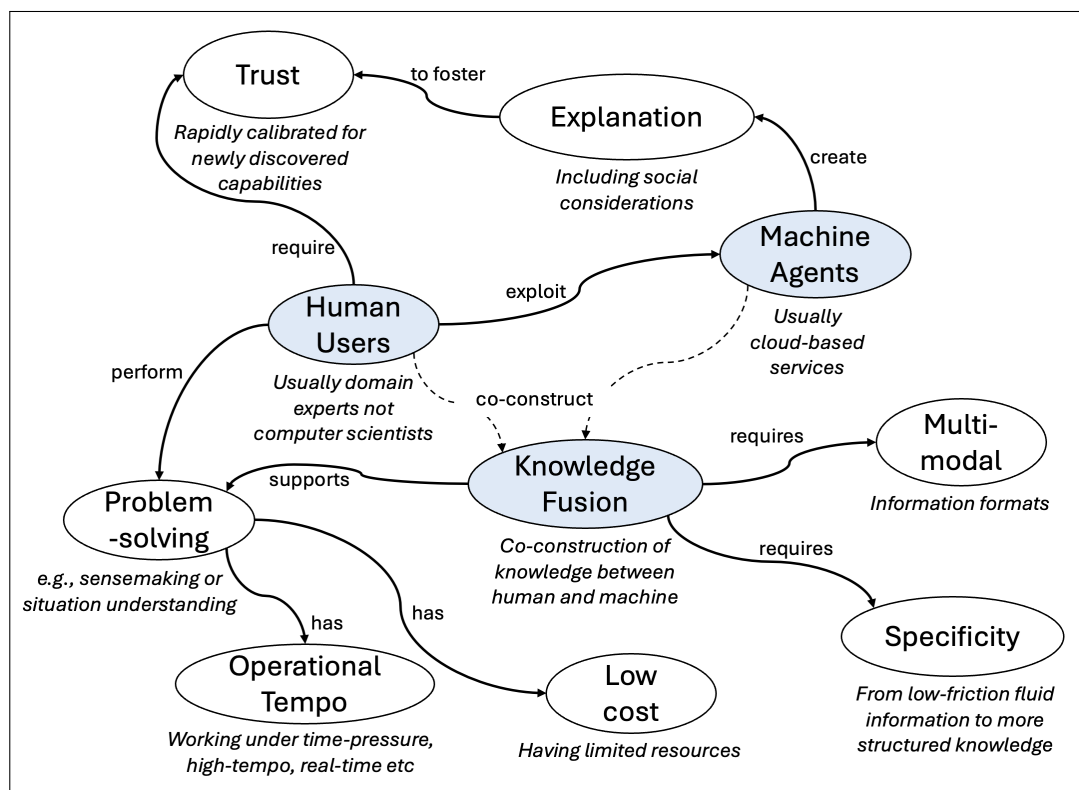 Trust
to foster
Explanation
Rapidly calibrated for
newly discovered
capabilities
Including social
considerations
create
require
Machine
Agents
Usually
cloud-based
services
exploit
Human
Users
Usually domain
experts not
computer scientists
perform
co-construct
Knowledge
Fusion
Co-construction of
knowledge between
human and machine
requires
Multi-
modal
Information formats
supports
Problem
-solving
e.g., sensemaking or
situation understanding
requires
Specificity
From low-friction fluid
information to more
structured knowledge
has
has
Operational
Tempo
Working under time-pressure,
high-tempo, real-time etc
Low
cost
Having limited resources